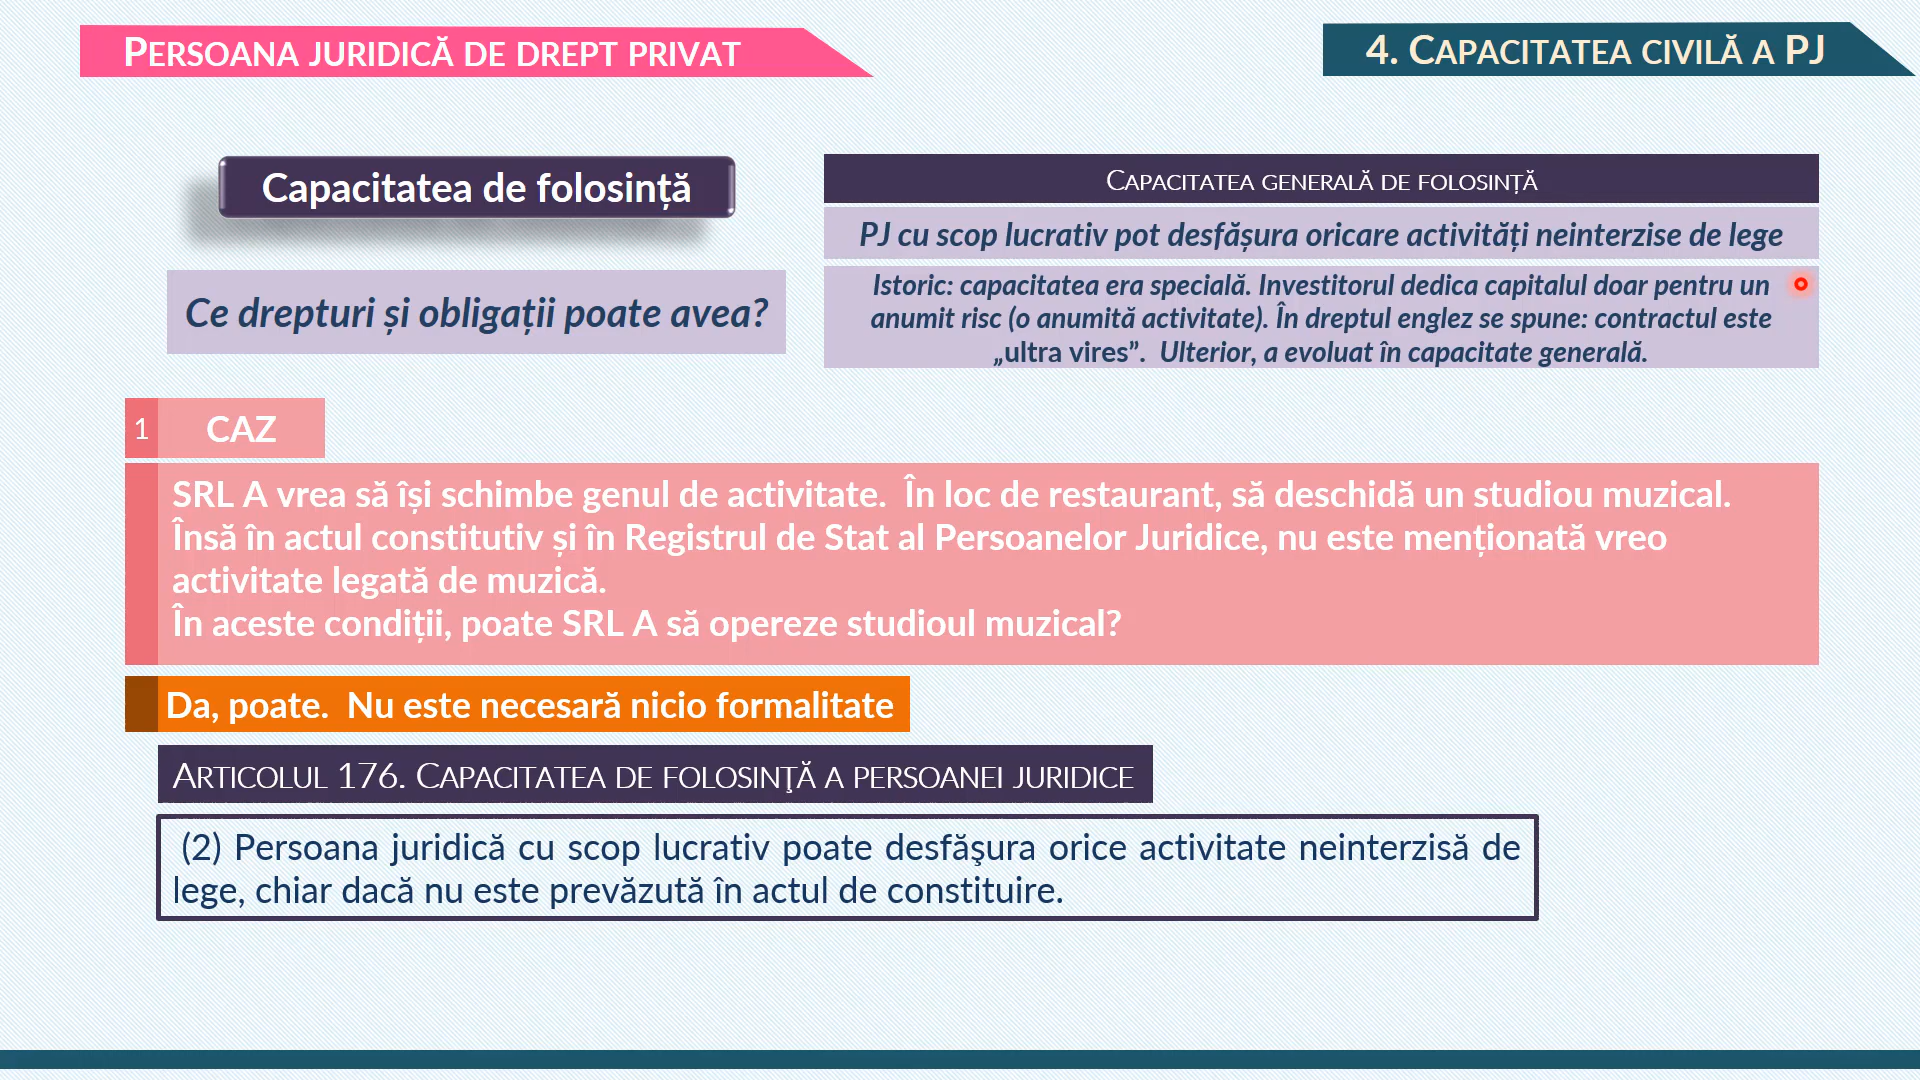 PERSOANA JURIDICĂ DE DREPT PRIVAT
4. CAPACITATEA CIVILĂ A PJ
Capacitatea de folosință
Ce drepturi și obligații poate avea?
CAPACITATEA GENERALĂ DE FOLOSINȚĂ
PJ cu scop lucrativ pot desfășura oricare activități neinterzise de lege
Istoric: capacitatea era specială. Investitorul dedica capitalul doar pentru un
anumit risc (o anumită activitate). În dreptul englez se spune: contractul este
„ultra vires”. Ulterior, a evoluat în capacitate generală.
1 CAZ
SRL A vrea să își schimbe genul de activitate. În loc de restaurant, să deschidă un studiou muzical.
Însă în actul constitutiv și în Registrul de Stat al Persoanelor Juridice, nu este menționată vreo
activitate legată de muzică.
În aceste condiții, poate SRL A să opereze studioul muzical?
Da, poate. Nu este necesară nicio formalitate
ARTICOLUL 176. CAPACITATEA DE FOLOSINŢĂ A PERSOANEI JURIDICE
(2) Persoana juridică cu scop lucrativ poate desfăşura orice activitate neinterzisă de
lege, chiar dacă nu este prevăzută în actul de constituire.